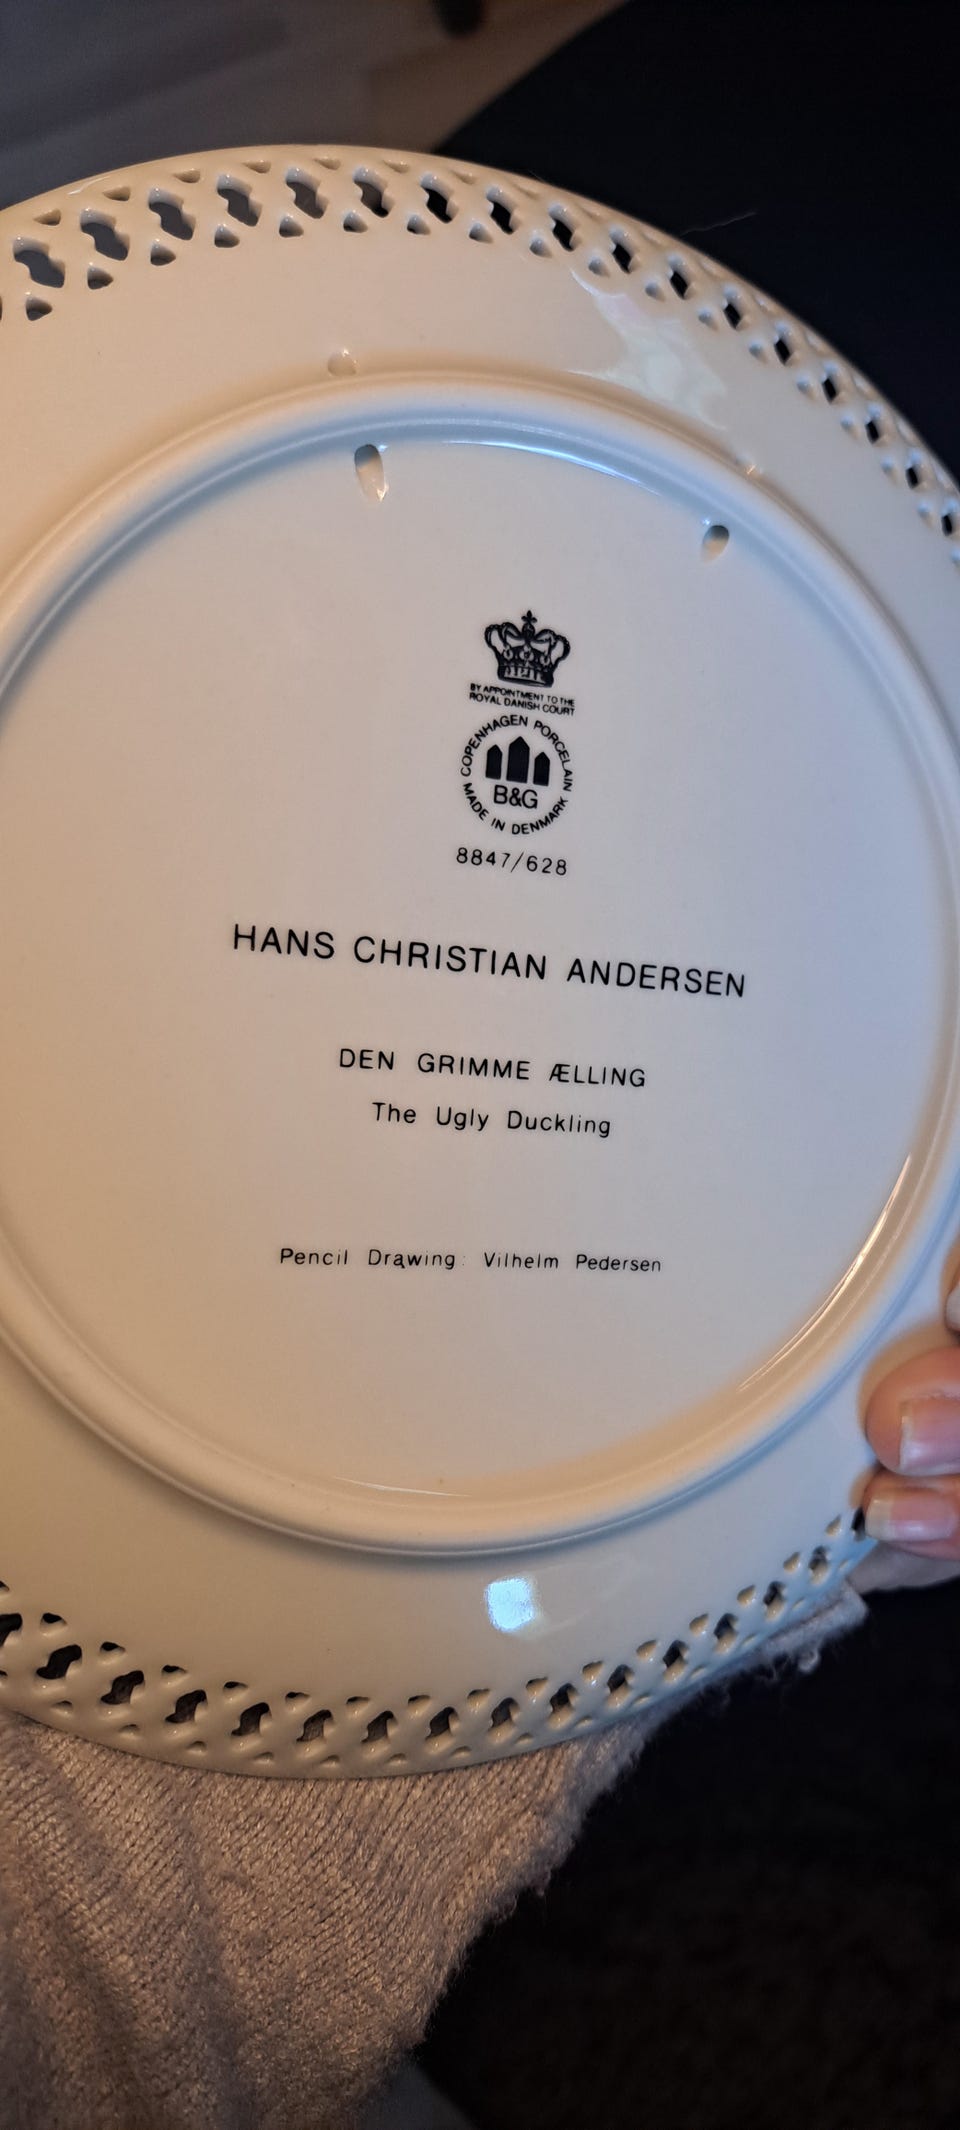 BY APPOINTMENT TO THE
ROYAL DANISH COURT
COPENHAGEN PORCELAIN
B&G
MADE IN DENMARK
8847/628
HANS CHRISTIAN ANDERSEN
DEN GRIMME ÆLLING
The Ugly Duckling
Pencil Drawing: Vilhelm Pedersen